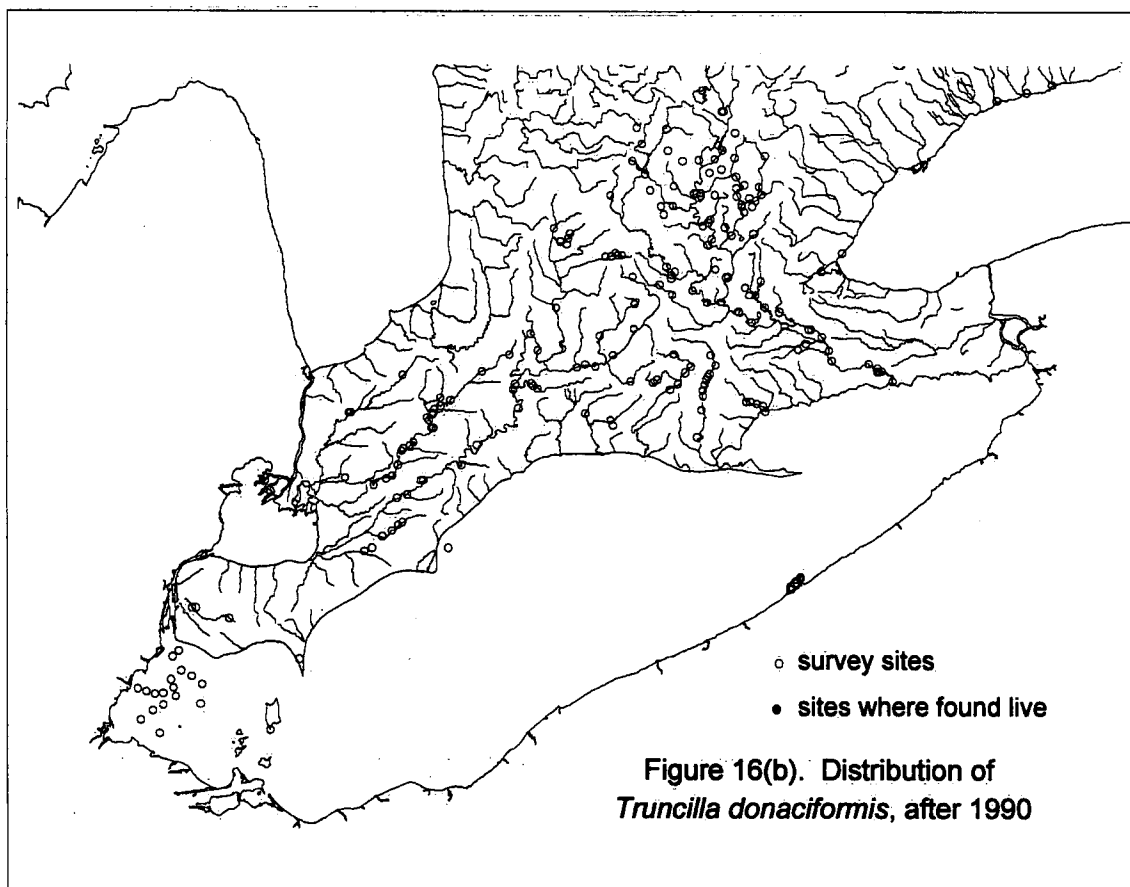 survey sites
sites where found live
Figure 16(b). Distribution of
Truncilla donaciformis, after 1990